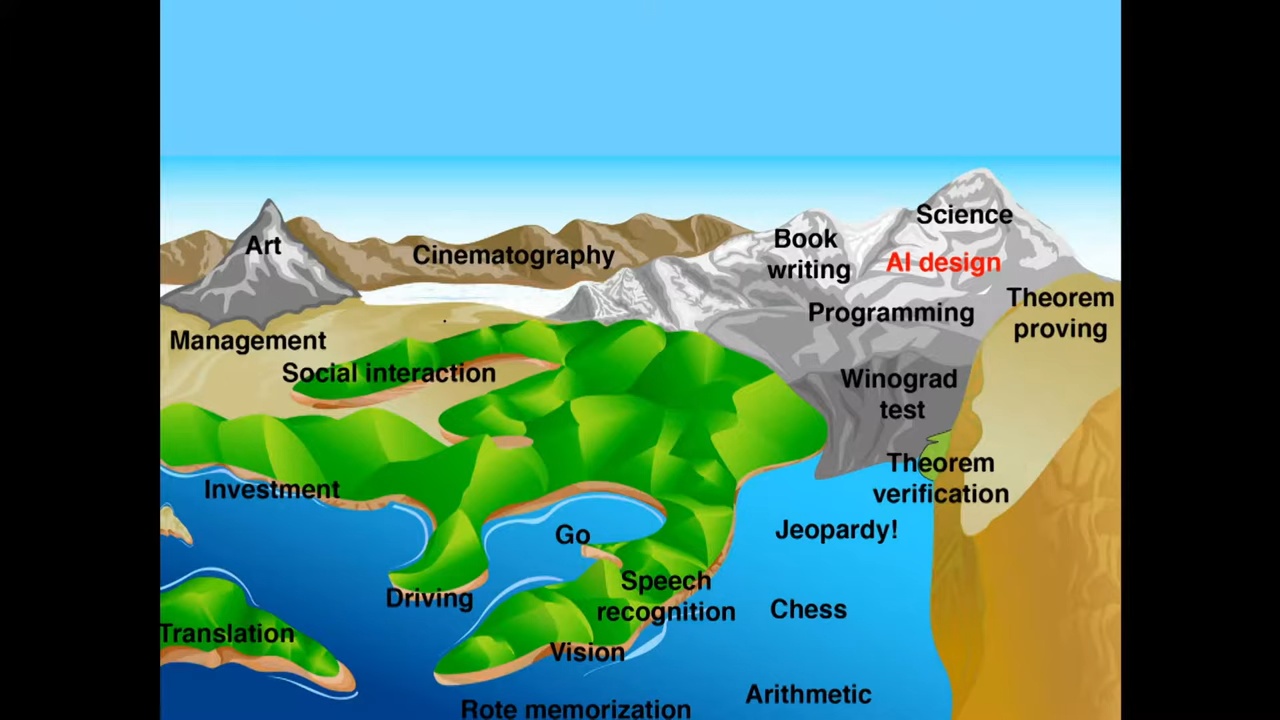 Science
Art
Book
writing
Cinematography
AI design
Theorem
proving
Programming
Management
Social interaction
Winograd
test
Theorem
verification
Investment
Jeopardy!
Go
Speech
recognition
Driving
Chess
Translation
Vision
Arithmetic
Rote memorization